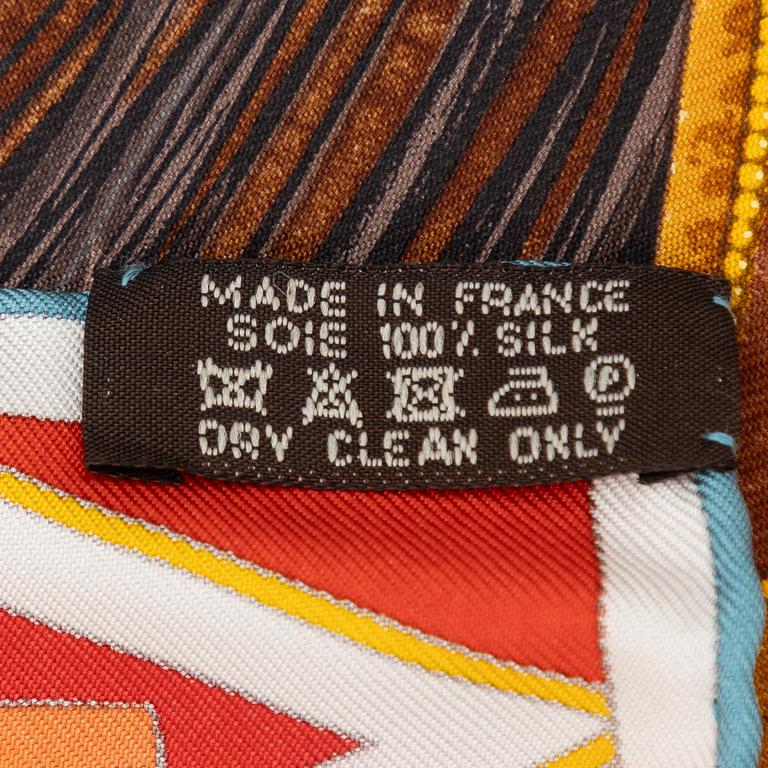 MADE IN FRANCE
SOIE 100% SILK
P
DRY CLEAN ONLY